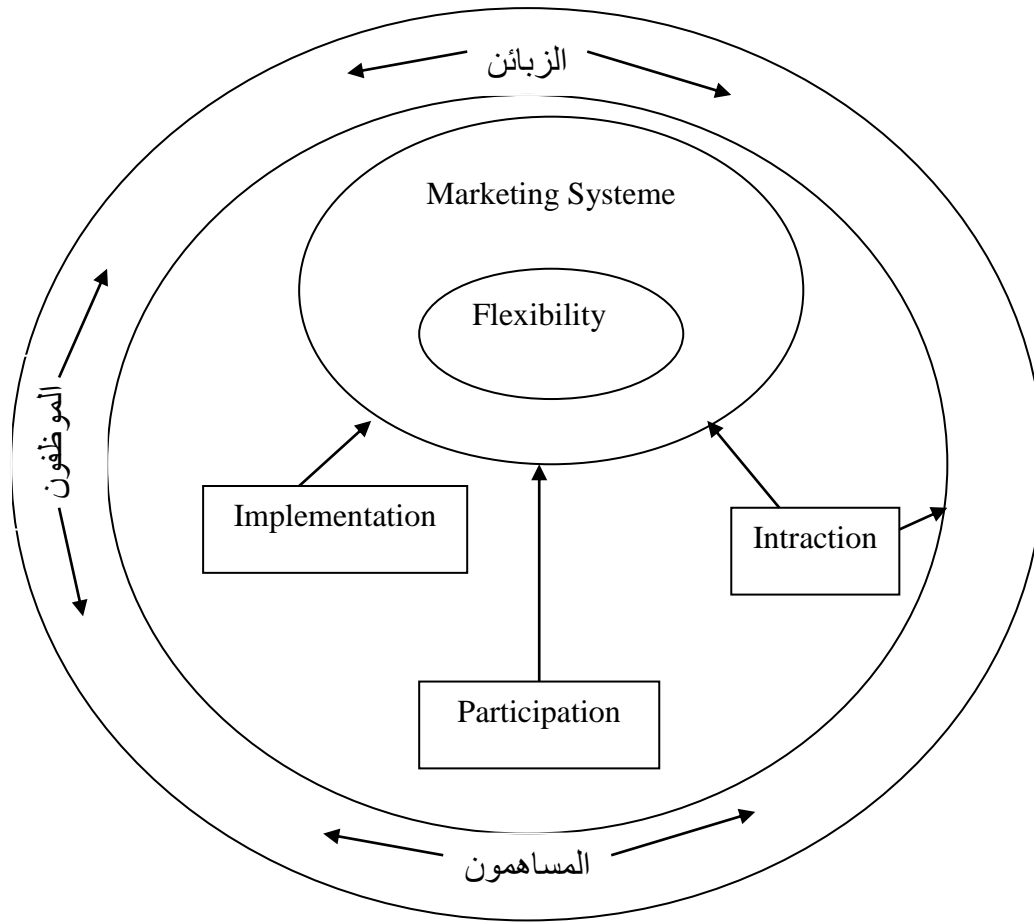 الزبائن
Marketing Systeme
Flexibility
الموظفون
Implementation
Intraction
Participation
المساهمون